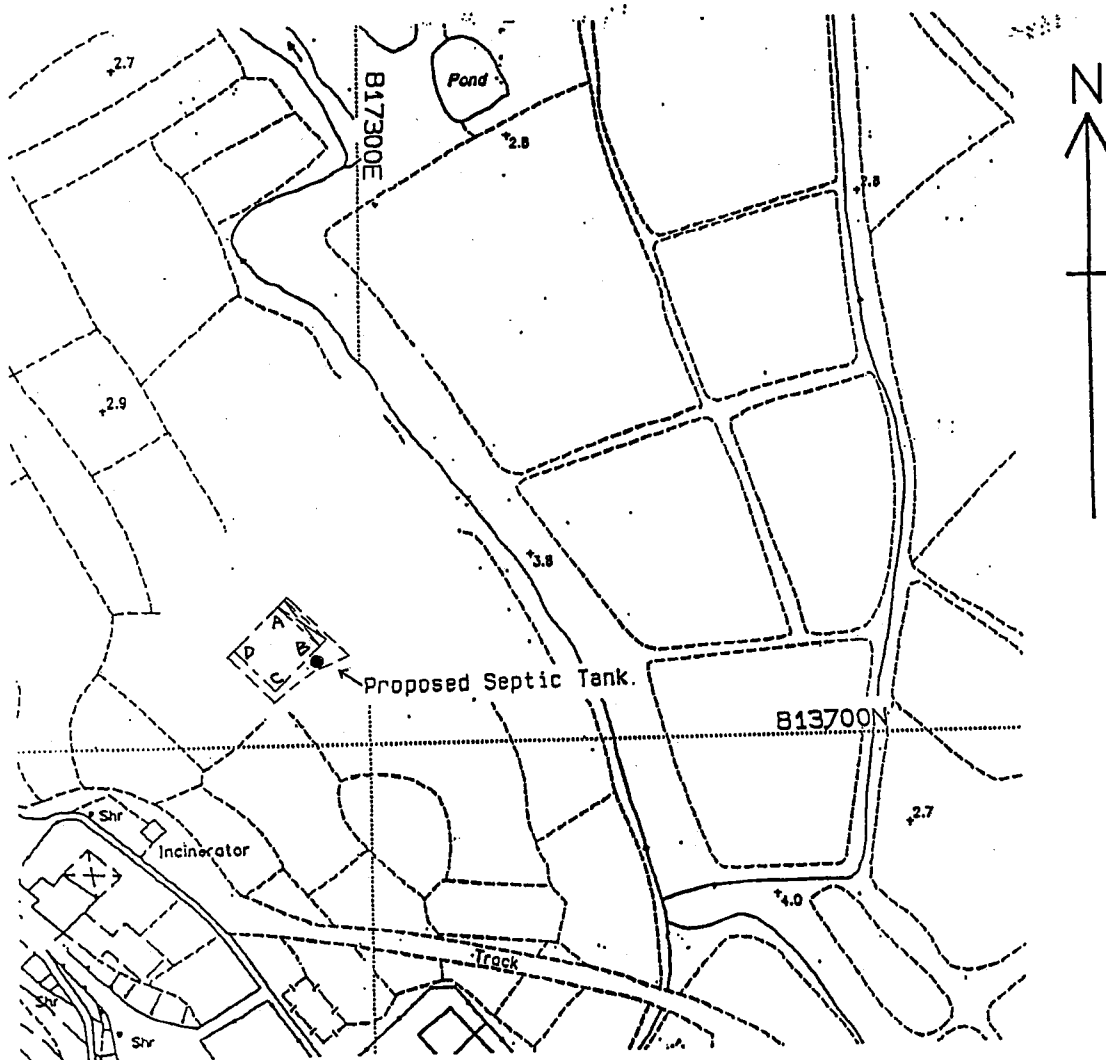 2.7
Pond
N
B17300E
2.8
2.8
2.9
3.8
A
D
B
C
Proposed Septic Tank.
B13700N
Shr
Incinerator
2.7
4.0
Track
Shr
Shr